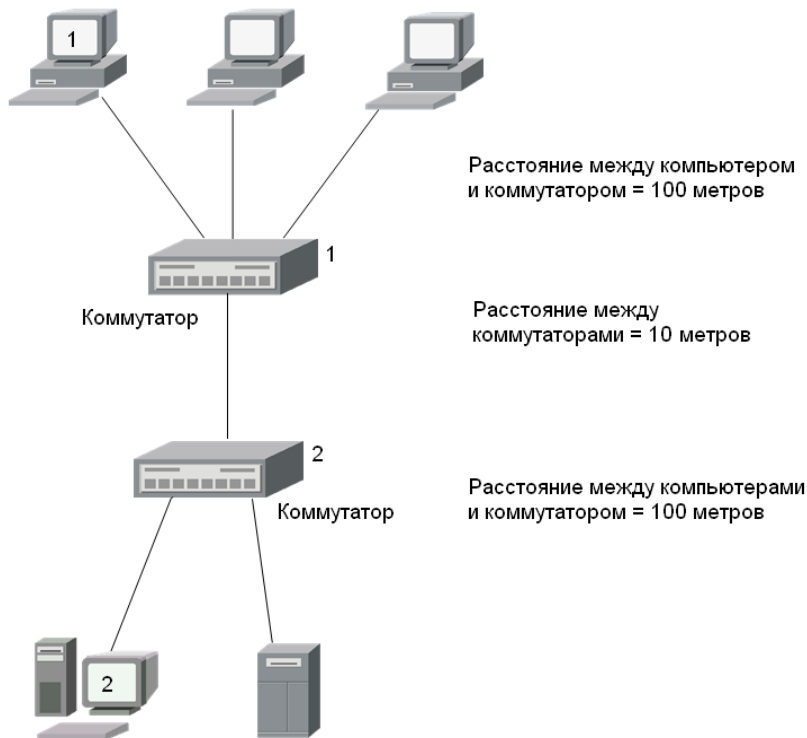 1
Расстояние между компьютером
и коммутатором = 100 метров
1
Коммутатор
Расстояние между
коммутаторами = 10 метров
2
Коммутатор
Расстояние между компьютерами
и коммутатором = 100 метров
2